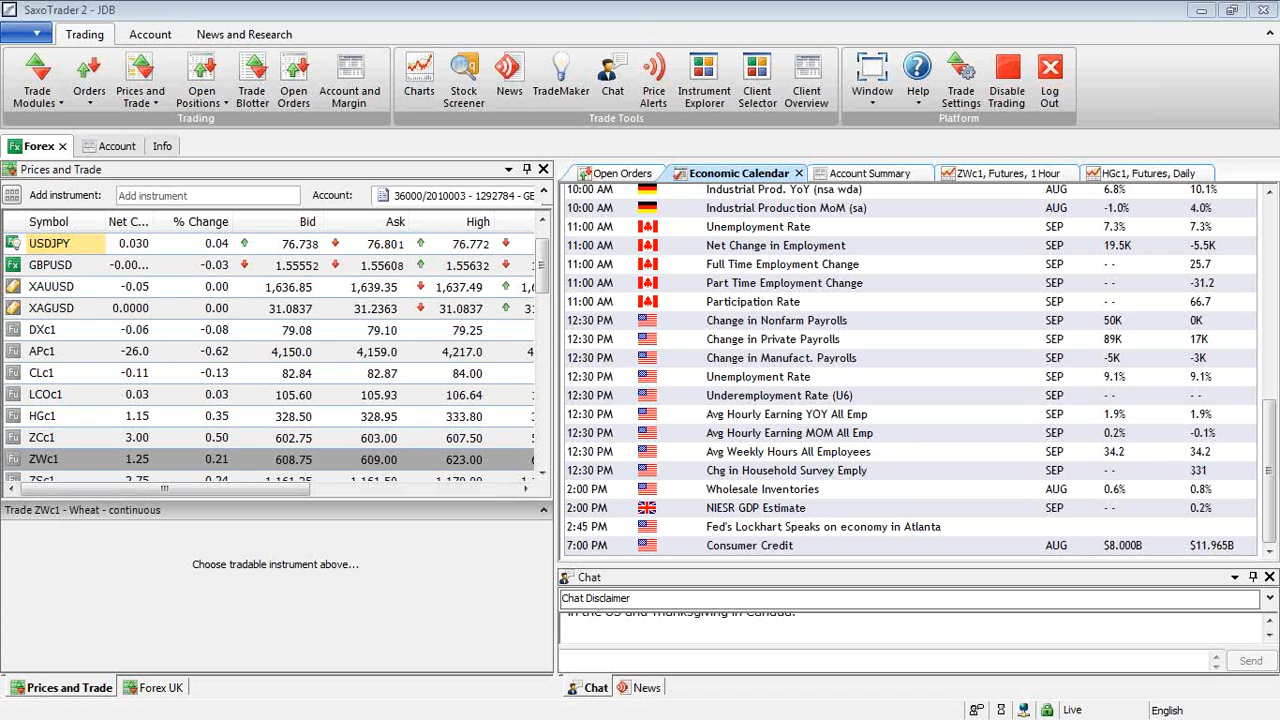 SaxoTrader 2 - JDB
Trading Account News and Research
Trade Modules Orders Prices and Trade Open Positions Trade Blotter Open Orders Account and Margin Charts Stock Screener News TradeMaker Chat Price Alerts Instrument Explorer Client Selector Client Overview Window Help Trade Settings Disable Trading Log Out
Trading Trade Tools Platform
Forex Account Info
Prices and Trade
Add instrument: Add instrument Account: 36000/2010003 - 1292784 - GE
Symbol Net C... % Change Bid Ask High
USDJPY 0.030 0.04 76.738 76.801 76.772
GBPUSD -0.00... -0.03 1.55552 1.55608 1.55632
XAUUSD -0.05 0.00 1,636.85 1,639.35 1,637.49 1,6
XAGUSD 0.0000 0.00 31.0837 31.2363 31.0837 31
DXc1 -0.06 -0.08 79.08 79.10 79.25
APc1 -26.0 -0.62 4,150.0 4,159.0 4,217.0 4,
CLc1 -0.11 -0.13 82.84 82.87 84.00
LCOc1 0.03 0.03 105.60 105.93 106.64
HGc1 1.15 0.35 328.50 328.95 333.80
ZCc1 3.00 0.50 602.75 603.00 607.50
ZWc1 1.25 0.21 608.75 609.00 623.00
Trade ZWc1 - Wheat - continuous
Choose tradable instrument above...
Prices and Trade Forex UK
Open Orders Economic Calendar Account Summary ZWc1, Futures, 1 Hour HGc1, Futures, Daily
10:00 AM Industrial Prod. YoY (nsa wda) AUG 6.8% 10.1%
10:00 AM Industrial Production MoM (sa) AUG -1.0% 4.0%
11:00 AM Unemployment Rate SEP 7.3% 7.3%
11:00 AM Net Change in Employment SEP 19.5K -5.5K
11:00 AM Full Time Employment Change SEP - - 25.7
11:00 AM Part Time Employment Change SEP - - -31.2
11:00 AM Participation Rate SEP - - 66.7
12:30 PM Change in Nonfarm Payrolls SEP 50K 0K
12:30 PM Change in Private Payrolls SEP 89K 17K
12:30 PM Change in Manufact. Payrolls SEP -5K -3K
12:30 PM Unemployment Rate SEP 9.1% 9.1%
12:30 PM Underemployment Rate (U6) SEP - - - -
12:30 PM Avg Hourly Earning YOY All Emp SEP 1.9% 1.9%
12:30 PM Avg Hourly Earning MOM All Emp SEP 0.2% -0.1%
12:30 PM Avg Weekly Hours All Employees SEP 34.2 34.2
12:30 PM Chg in Household Survey Emply SEP - - 331
2:00 PM Wholesale Inventories AUG 0.6% 0.8%
2:00 PM NIESR GDP Estimate SEP - - 0.2%
2:45 PM Fed's Lockhart Speaks on economy in Atlanta
7:00 PM Consumer Credit AUG $8.000B $11.965B
Chat
Chat Disclaimer
in the US and Thanksgiving in Canada.
Send
Chat News
Live English